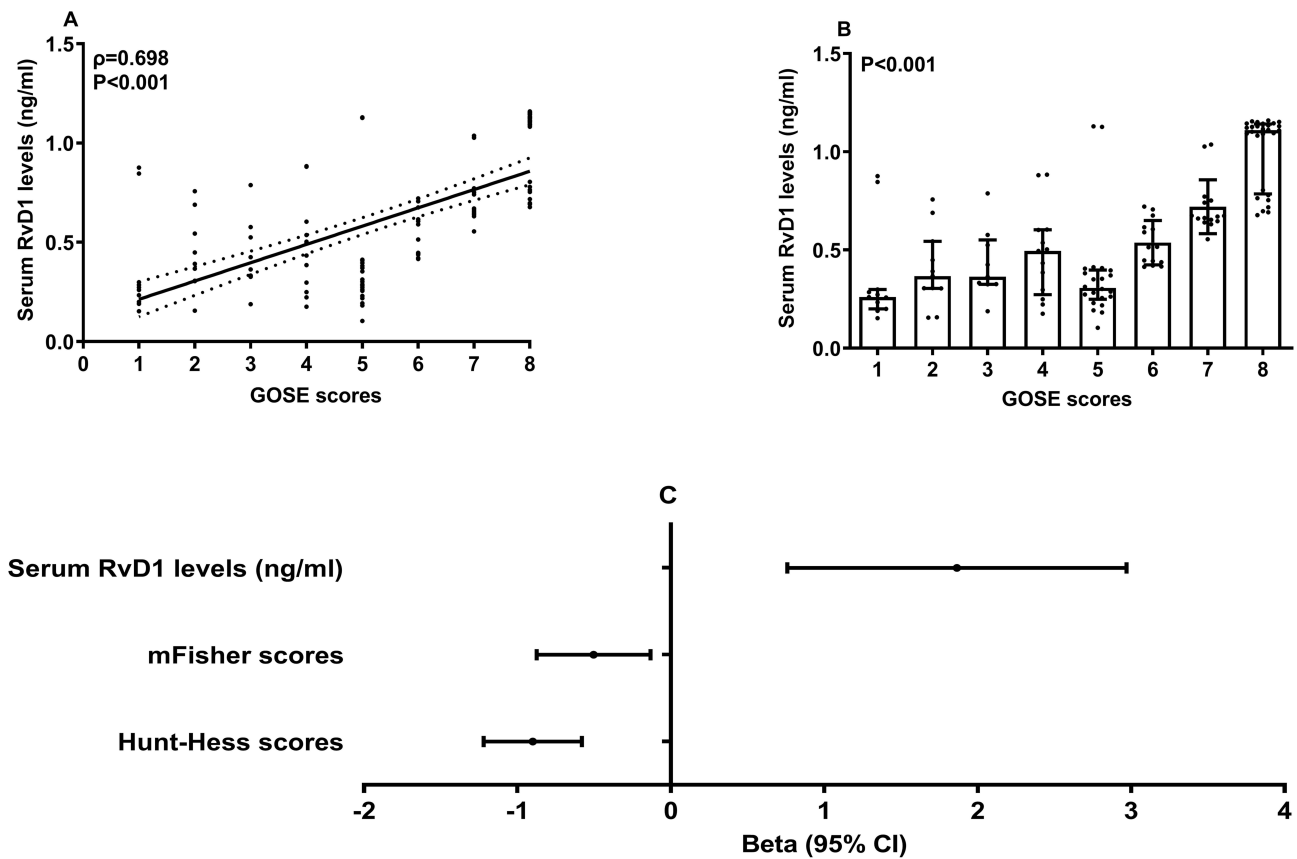 A
ρ=0.698
P<0.001
Serum RvD1 levels (ng/ml)
1.5
1.0
0.5
0.0
0 1 2 3 4 5 6 7 8
GOSE scores
B
P<0.001
Serum RvD1 levels (ng/ml)
1.5
1.0
0.5
0.0
1 2 3 4 5 6 7 8
GOSE scores
C
Serum RvD1 levels (ng/ml)
mFisher scores
Hunt-Hess scores
-2 -1 0 1 2 3 4
Beta (95% CI)